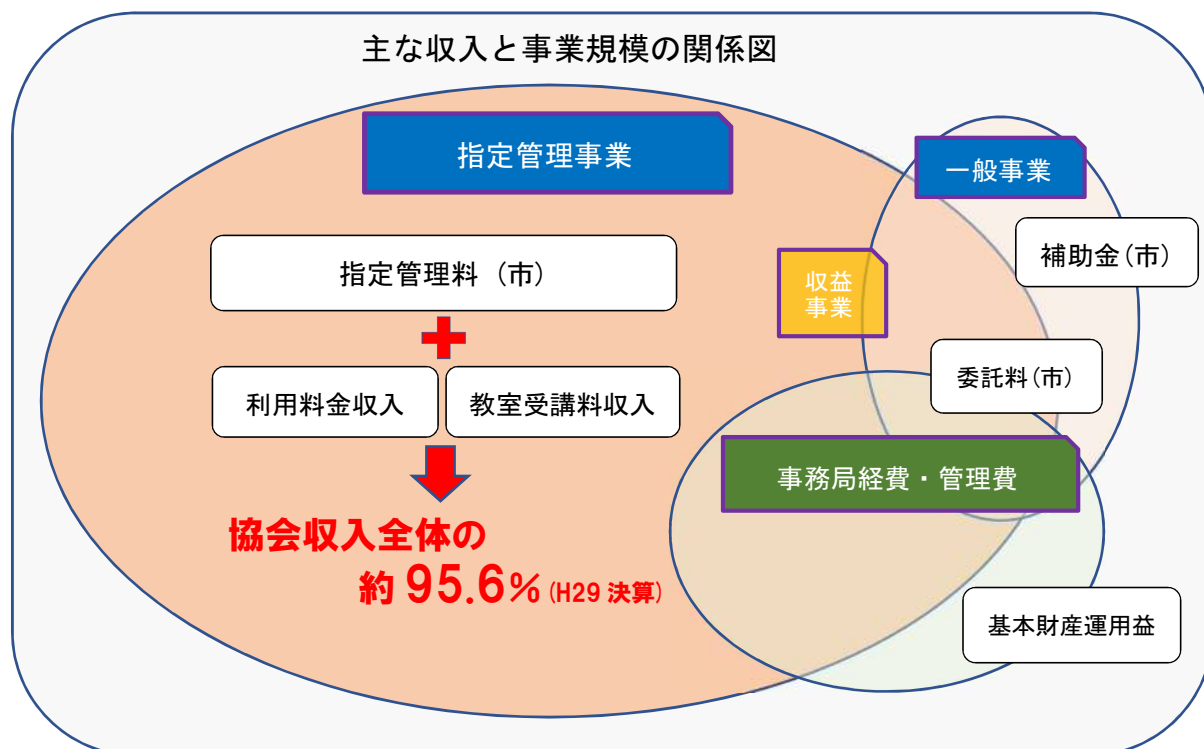 主な収入と事業規模の関係図
指定管理事業
一般事業
指定管理料（市）
収益
事業
補助金(市)
利用料金収入
教室受講料収入
委託料(市)
事務局経費・管理費
協会収入全体の
約95.6%(H29 決算)
基本財産運用益